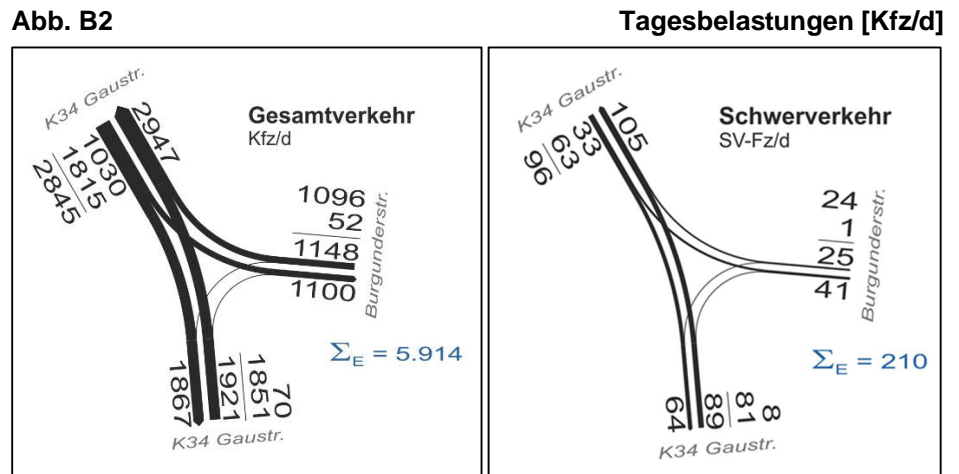 Abb. B2
Tagesbelastungen [Kfz/d]
K34 Gaustr.
2947
1030
1815
2845
Gesamtverkehr
Kfz/d
1096
52
1148
1100
Burgunderstr.
ΣE = 5.914
1867
1921
1851
70
K34 Gaustr.
K34 Gaustr.
105
33
63
96
Schwerverkehr
SV-Fz/d
24
1
25
41
Burgunderstr.
ΣE = 210
64
89
81
8
K34 Gaustr.